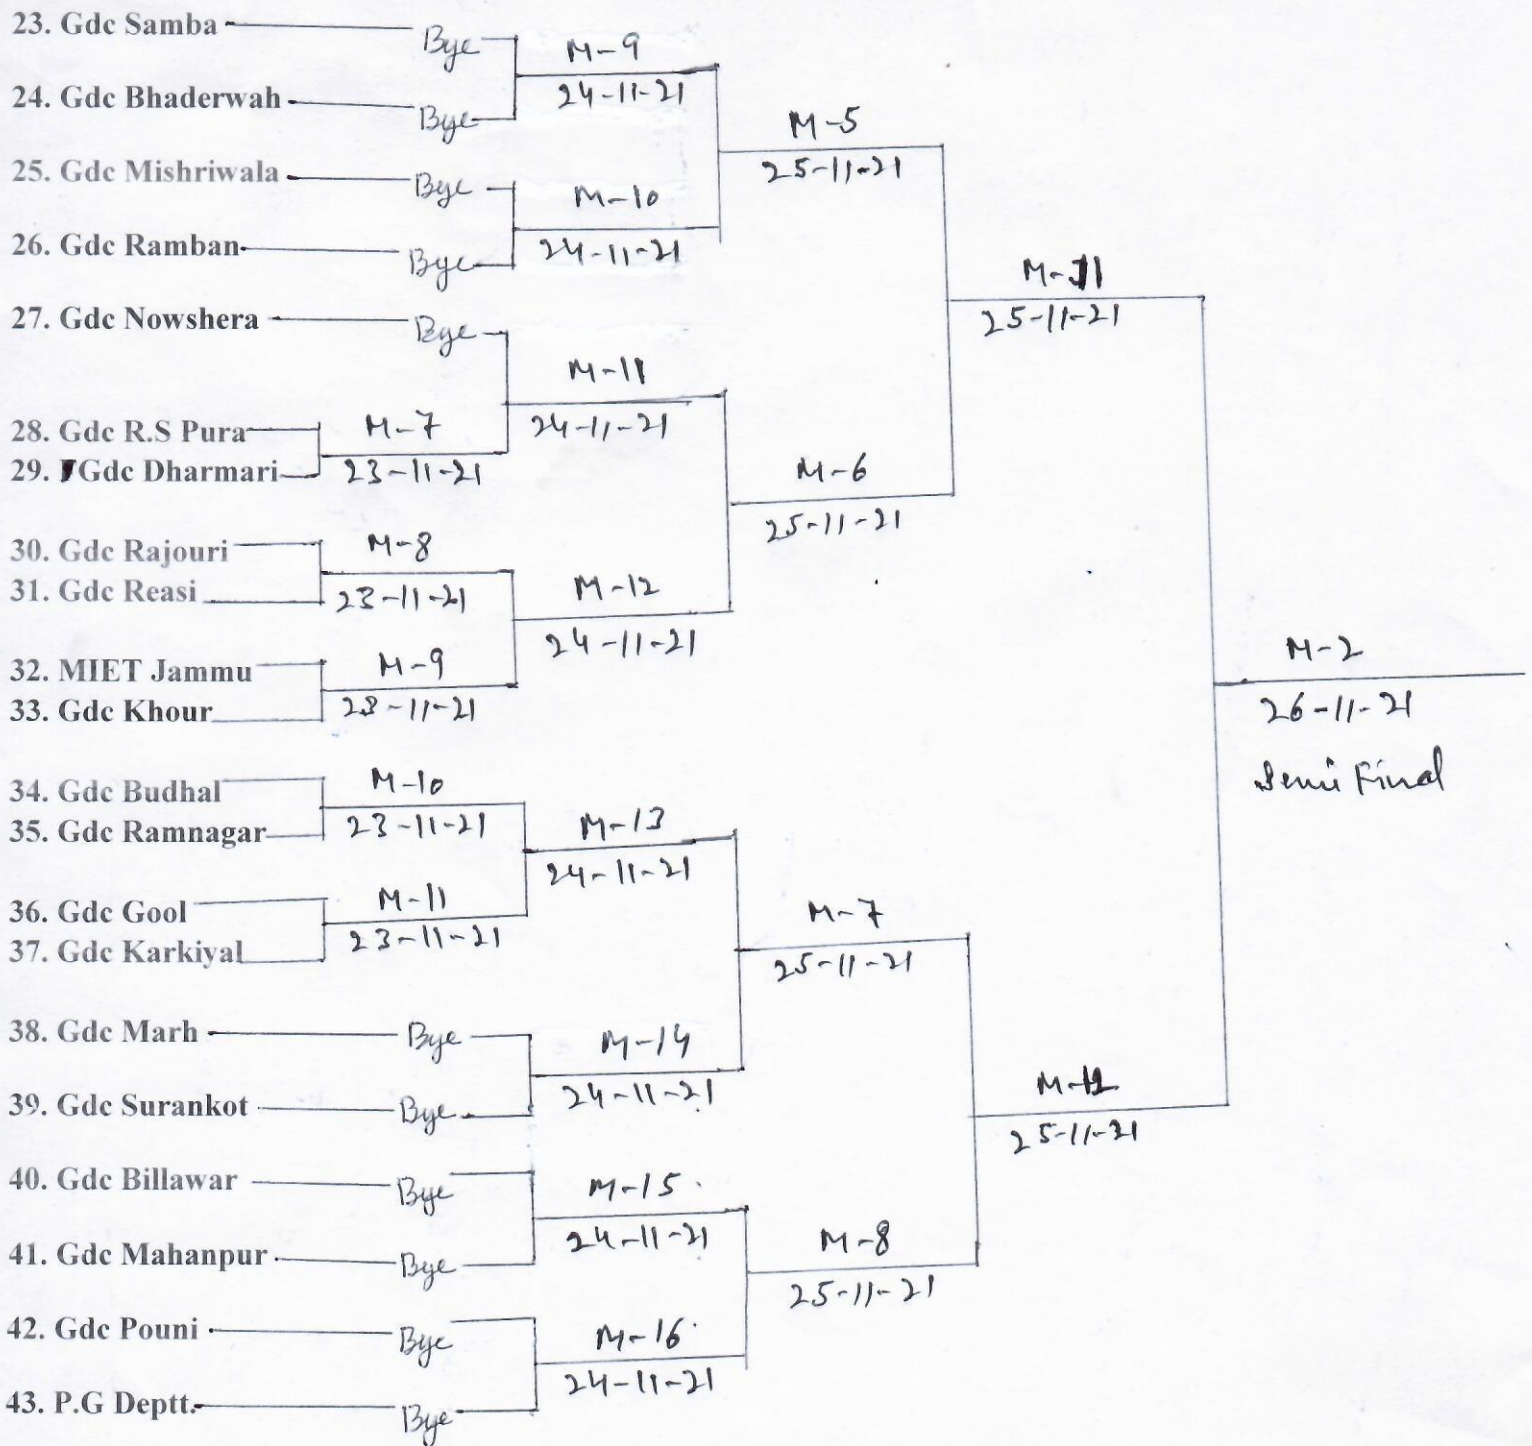 23. Gdc Samba
Bye
M-9
24-11-21
24. Gdc Bhaderwah
Bye
M-5
25-11-21
25. Gdc Mishriwala
Bye
M-10
24-11-21
26. Gdc Ramban
Bye
M-11
25-11-21
27. Gdc Nowshera
Bye
M-11
24-11-21
28. Gdc R.S Pura
M-7
29. Gdc Dharmari
23-11-21
M-6
25-11-21
30. Gdc Rajouri
M-8
31. Gdc Reasi
23-11-21
M-12
24-11-21
32. MIET Jammu
M-9
33. Gdc Khour
23-11-21
M-2
26-11-21
Semi Final
34. Gdc Budhal
M-10
35. Gdc Ramnagar
23-11-21
M-13
24-11-21
36. Gdc Gool
M-11
37. Gdc Karkiyal
23-11-21
M-7
25-11-21
38. Gdc Marh
Bye
M-14
24-11-21
39. Gdc Surankot
Bye
M-12
25-11-21
40. Gdc Billawar
Bye
M-15
24-11-21
41. Gdc Mahanpur
Bye
M-8
25-11-21
42. Gdc Pouni
Bye
M-16
24-11-21
43. P.G Deptt.
Bye